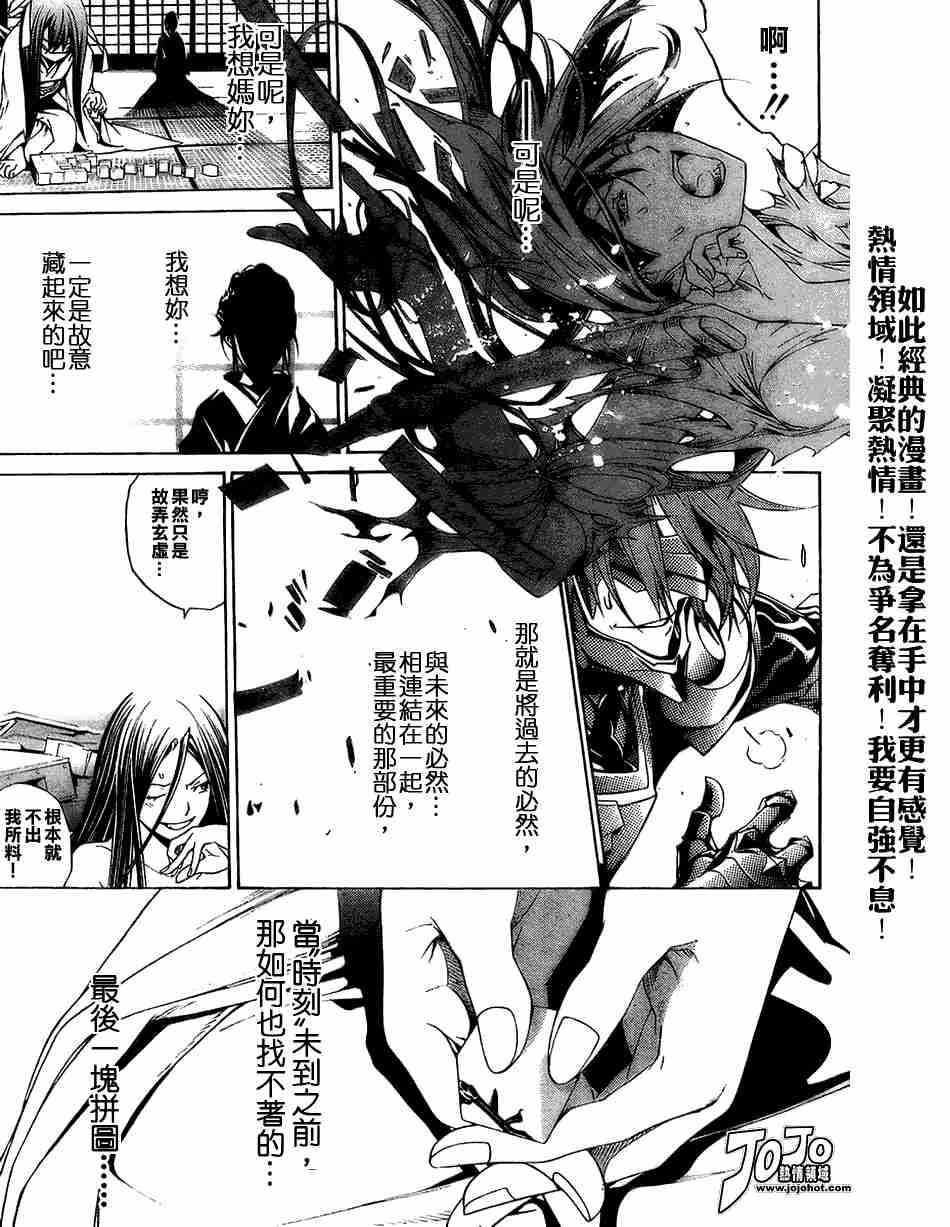 啊…!!
可是呢…
可是呢，
我想媽妳…
我想妳…
一定是故意
藏起來的吧…
那就是將過去的必然，
與未來的必然…
相連結在一起，
最重要的那部份，
哼，
果然只是
故弄玄虛…
根本就
不出
我所料！
當〝時刻〞未到之前，
那如何也找不著的…
最後一塊拼圖……
如此經典的漫畫！還是拿在手中才更有感覺！
熱情領域！凝聚熱情！不為爭名奪利！我要自強不息！
JOJO
熱情領域
www.jojohot.com